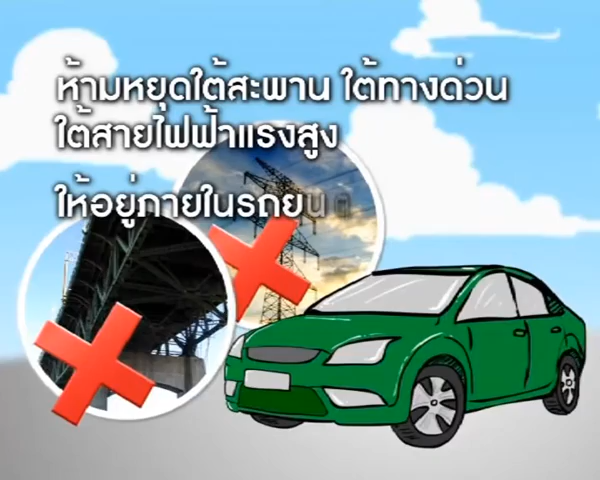 ห้ามหยุดใต้สะพาน ใต้ทางด่วน
ใต้สายไฟฟ้าแรงสูง
ให้อยู่ภายในรถยนต